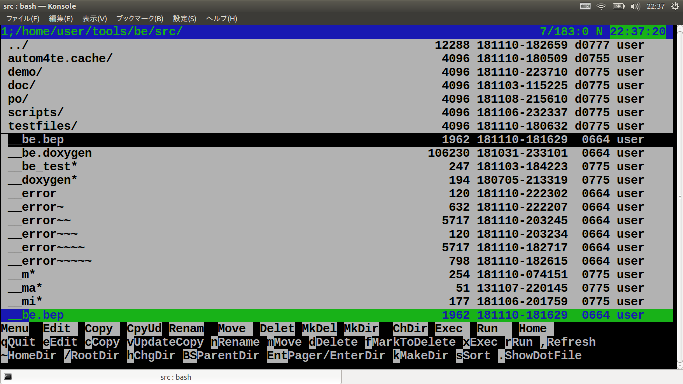 src : bash — Konsole 22:37
ファイル(F) 編集(E) 表示(V) ブックマーク(B) 設定(S) ヘルプ(H)
1;/home/user/tools/be/src/ 7/183:0 N 22:37:20
../ 12288 181110-182659 d0777 user
autom4te.cache/ 4096 181110-180509 d0755 user
demo/ 4096 181110-223710 d0775 user
doc/ 4096 181103-115225 d0775 user
po/ 4096 181108-215610 d0775 user
scripts/ 4096 181106-232337 d0775 user
testfiles/ 4096 181110-180632 d0775 user
__be.bep 1962 181110-181629 0664 user
__be.doxygen 106230 181031-233101 0664 user
__be_test* 247 181103-184223 0775 user
__doxygen* 194 180705-213319 0775 user
__error 120 181110-222302 0664 user
__error~ 632 181110-222207 0664 user
__error~~ 5717 181110-203245 0664 user
__error~~~ 120 181110-203234 0664 user
__error~~~~ 5717 181110-182717 0664 user
__error~~~~~ 798 181110-182615 0664 user
__m* 254 181110-074151 0775 user
__ma* 51 131107-220145 0775 user
__mi* 177 181106-201759 0775 user
__be.bep 1962 181110-181629 0664 user
Menu Edit Copy CpyUd Renam Move Delet MkDel MkDir ChDir Exec Run Home
qQuit eEdit cCopy vUpdateCopy nRename mMove dDelete fMarkToDelete xExec rRun ,Refresh
~HomeDir /RootDir \ChgDir BSParentDir EntPager/EnterDir kMakeDir sSort .ShowDotFile
src : bash